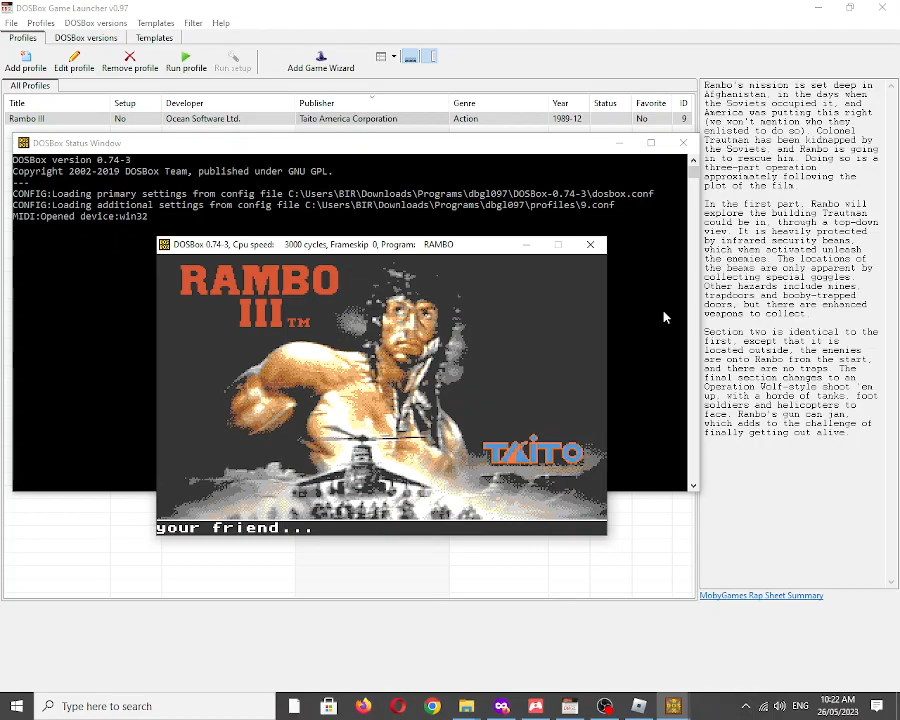 DOSBox Game Launcher v0.97
File Profiles DOSBox versions Templates Filter Help
Profiles DOSBox versions Templates
Add profile Edit profile Remove profile Run profile Run setup Add Game Wizard
All Profiles
Title Setup Developer Publisher Genre Year Status Favorite ID
Rambo III No Ocean Software Ltd. Taito America Corporation Action 1989-12 No 9
DOSBox Status Window
DOSBox version 0.74-3
Copyright 2002-2019 DOSBox Team, published under GNU GPL.
---
CONFIG:Loading primary settings from config file C:\Users\BIR\Downloads\Programs\dbgl097\DOSBox-0.74-3\dosbox.conf
CONFIG:Loading additional settings from config file C:\Users\BIR\Downloads\Programs\dbgl097\profiles\9.conf
MIDI:Opened device:win32
DOSBox 0.74-3, Cpu speed: 3000 cycles, Frameskip 0, Program: RAMBO
RAMBO
III TM
TAITO
your friend...
Rambo's mission is set deep in
Afghanistan, in the days when
the Soviets occupied it, and
America was putting this right
(we won't mention who they
enlisted to do so). Colonel
Trautman has been kidnapped by
the Soviets, and Rambo is going
in to rescue him. Doing so is a
three-part operation
approximately following the
plot of the film.
In the first part, Rambo will
explore the building Trautman
could be in, through a top-down
view. It is heavily protected
by infrared security beams,
which when activated unleash
the enemies. The locations of
the beams are only apparent by
collecting special goggles.
Other hazards include mines,
trapdoors and booby-trapped
doors, but there are enhanced
weapons to collect.
Section two is identical to the
first, except that it is
located outside, the enemies
are onto Rambo from the start,
and there are no traps. The
final section changes to an
Operation Wolf-style shoot 'em
up, with a horde of tanks, foot
soldiers and helicopters to
face. Rambo's gun can jam,
which adds to the challenge of
finally getting out alive.
MobyGames Rap Sheet Summary
Type here to search
ENG
10:22 AM
26/05/2023